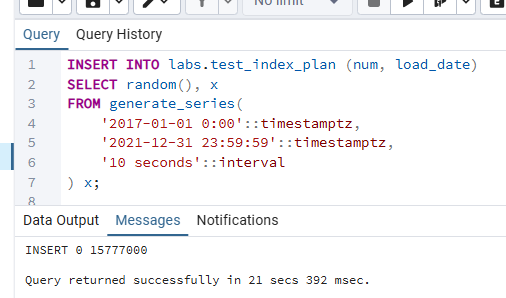 No limit
Query Query History
1 INSERT INTO labs.test_index_plan (num, load_date)
2 SELECT random(), x
3 FROM generate_series(
4 '2017-01-01 0:00'::timestamptz,
5 '2021-12-31 23:59:59'::timestamptz,
6 '10 seconds'::interval
7 ) x;
8
Data Output Messages Notifications
INSERT 0 15777000
Query returned successfully in 21 secs 392 msec.